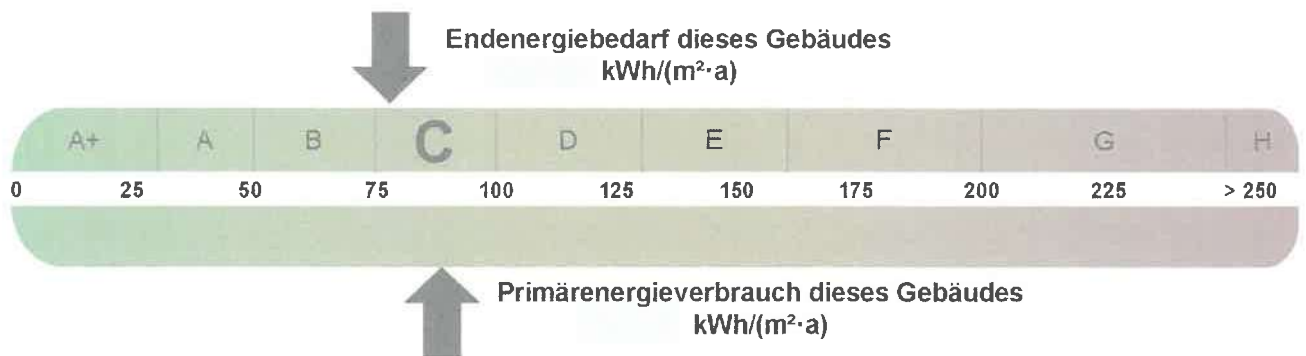 Endenergiebedarf dieses Gebäudes
kWh/(m²·a)
A+ A B C D E F G H
0 25 50 75 100 125 150 175 200 225 > 250
Primärenergieverbrauch dieses Gebäudes
kWh/(m²·a)